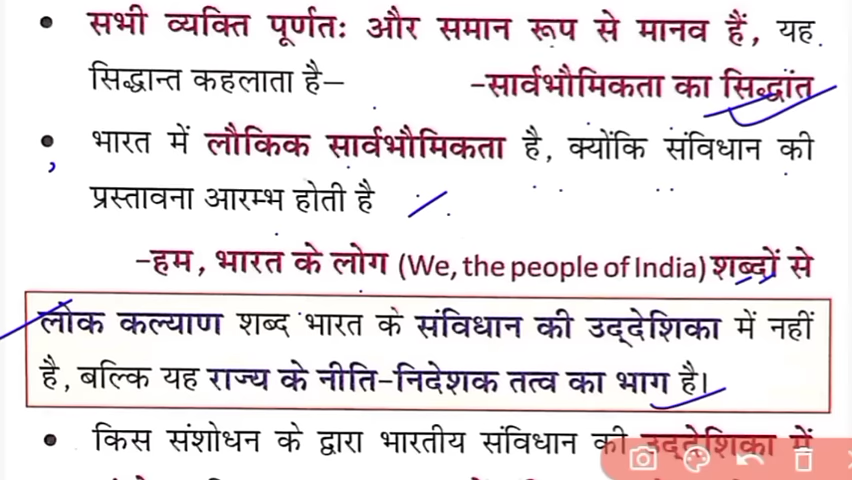 • सभी व्यक्ति पूर्णतः और समान रूप से मानव हैं, यह
सिद्धान्त कहलाता है– -सार्वभौमिकता का सिद्धांत
• भारत में लौकिक सार्वभौमिकता है, क्योंकि संविधान की
प्रस्तावना आरम्भ होती है
-हम, भारत के लोग (We, the people of India) शब्दों से
लोक कल्याण शब्द भारत के संविधान की उद्देशिका में नहीं
है, बल्कि यह राज्य के नीति-निदेशक तत्व का भाग है।
• किस संशोधन के द्वारा भारतीय संविधान की उद्देशिका में